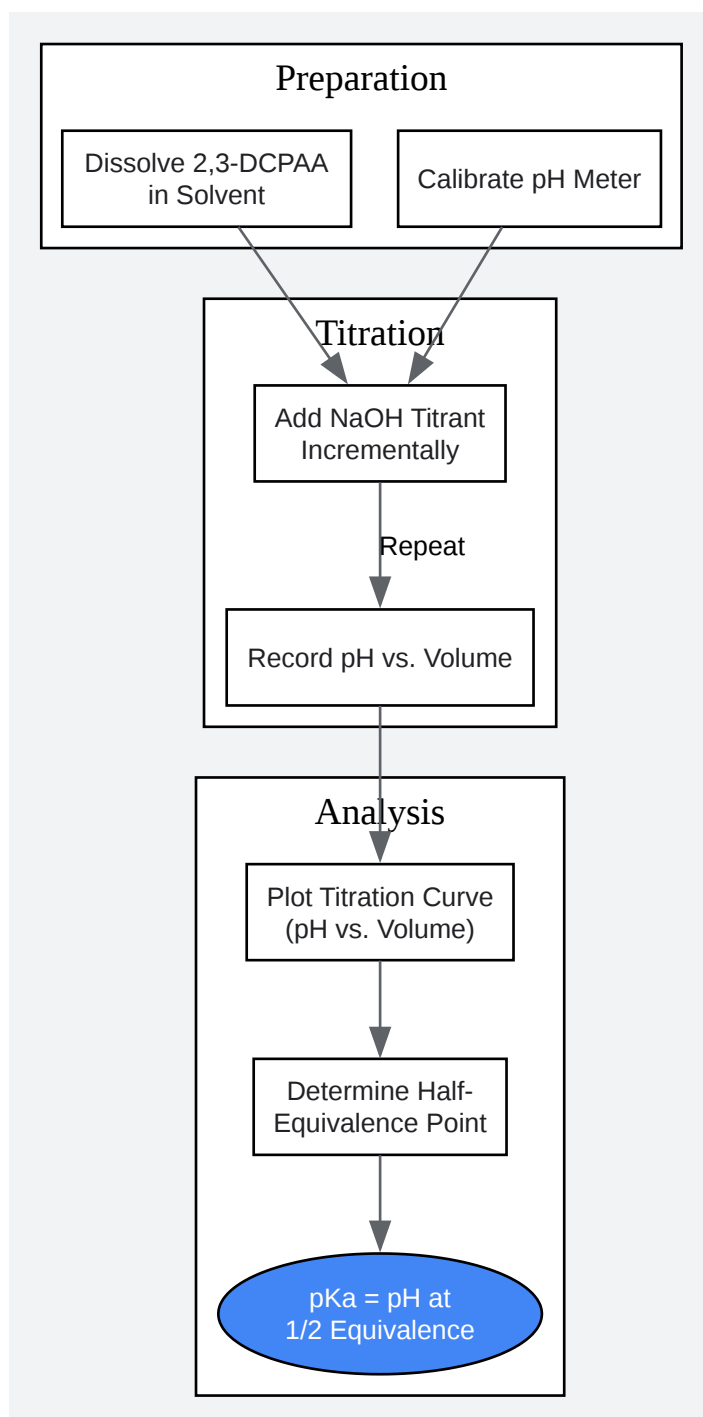 Preparation
Dissolve 2,3-DCPAA
in Solvent
Calibrate pH Meter
Titration
Add NaOH Titrant
Incrementally
Repeat
Record pH vs. Volume
Analysis
Plot Titration Curve
(pH vs. Volume)
Determine Half-
Equivalence Point
pKa = pH at
1/2 Equivalence